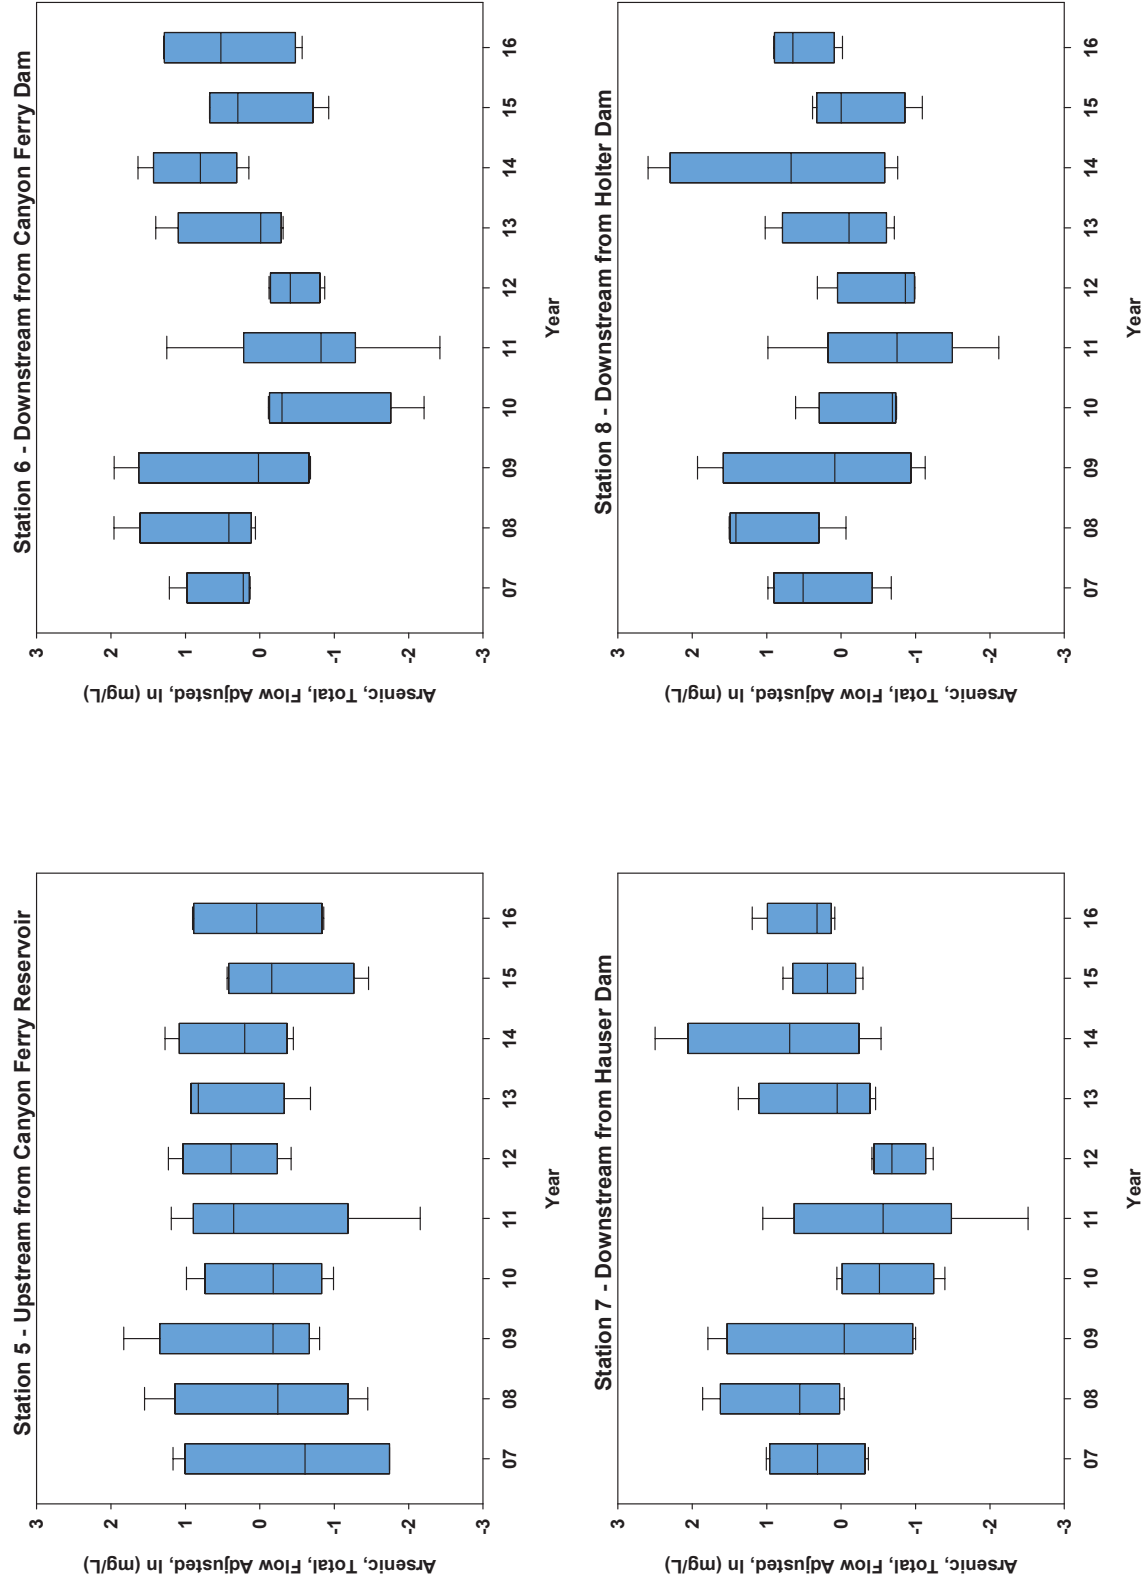 Station 5 - Upstream from Canyon Ferry Reservoir
Arsenic, Total, Flow Adjusted, ln (mg/L)
3
2
1
0
-1
-2
-3
07 08 09 10 11 12 13 14 15 16
Year
Station 6 - Downstream from Canyon Ferry Dam
Arsenic, Total, Flow Adjusted, ln (mg/L)
3
2
1
0
-1
-2
-3
07 08 09 10 11 12 13 14 15 16
Year
Station 7 - Downstream from Hauser Dam
Arsenic, Total, Flow Adjusted, ln (mg/L)
3
2
1
0
-1
-2
-3
07 08 09 10 11 12 13 14 15 16
Year
Station 8 - Downstream from Holter Dam
Arsenic, Total, Flow Adjusted, ln (mg/L)
3
2
1
0
-1
-2
-3
07 08 09 10 11 12 13 14 15 16
Year